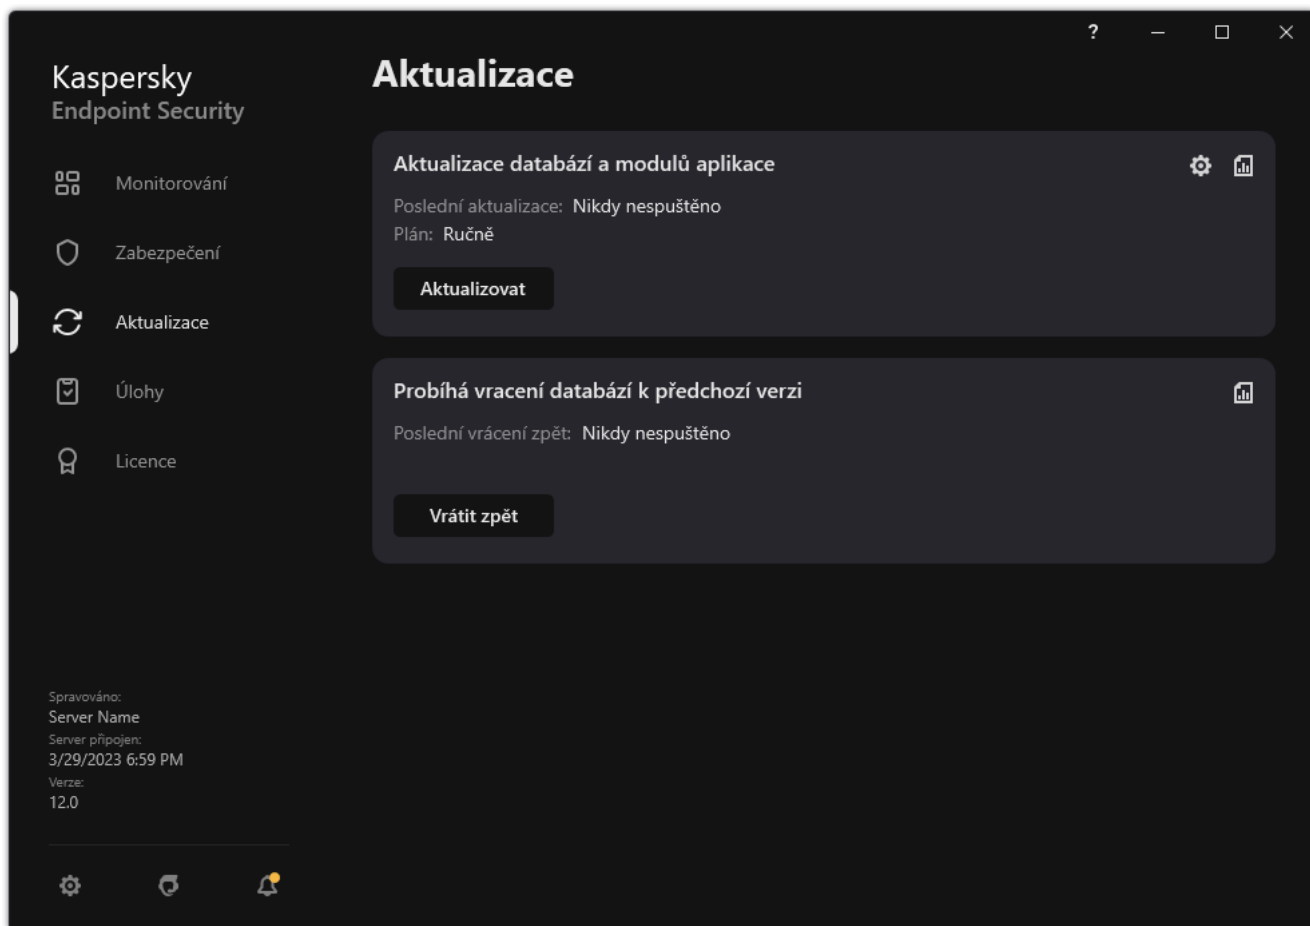 ?
Kaspersky
Endpoint Security
Monitorování
Zabezpečení
Aktualizace
Úlohy
Licence
Spravováno:
Server Name
Server připojen:
3/29/2023 6:59 PM
Verze:
12.0
Aktualizace
Aktualizace databází a modulů aplikace
Poslední aktualizace: Nikdy nespuštěno
Plán: Ručně
Aktualizovat
Probíhá vracení databází k předchozí verzi
Poslední vrácení zpět: Nikdy nespuštěno
Vrátit zpět